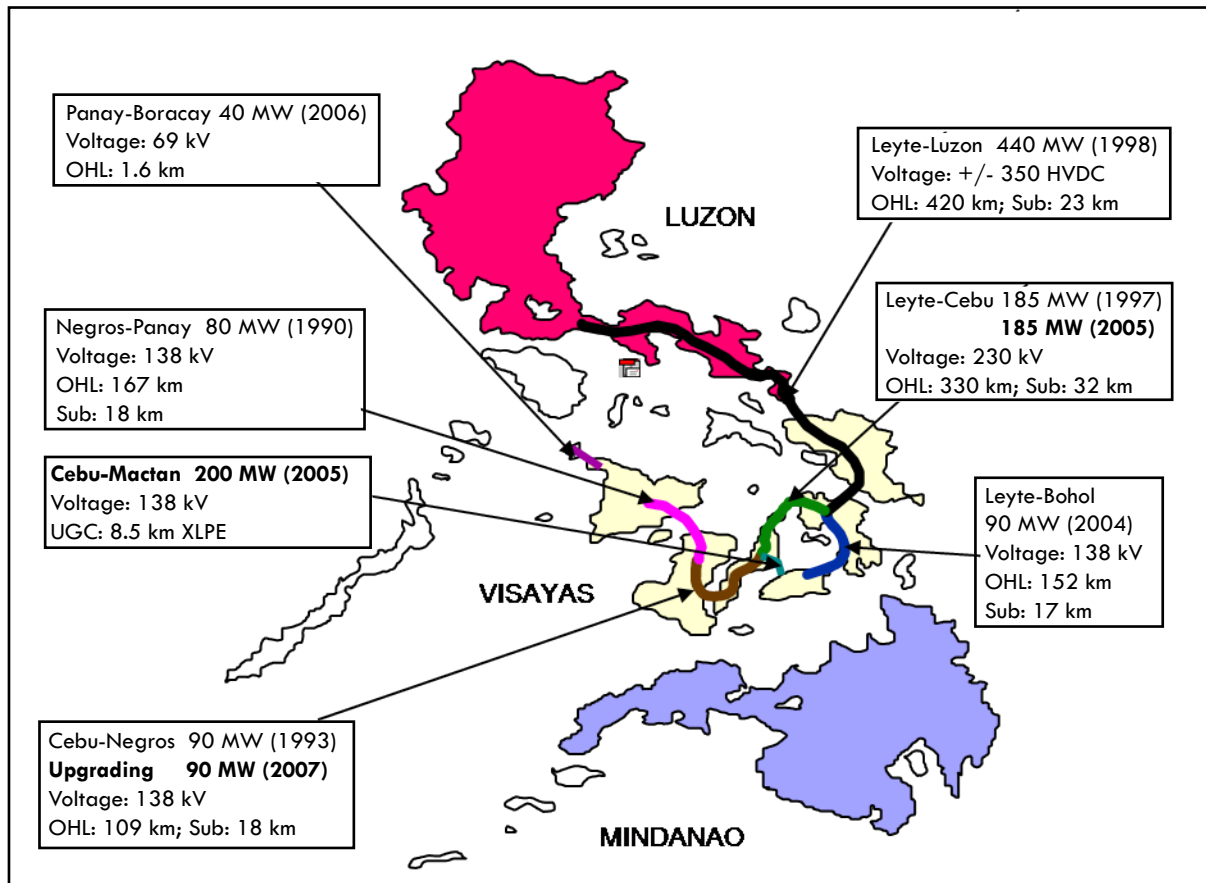 Panay-Boracay 40 MW (2006)
Voltage: 69 kV
OHL: 1.6 km
Leyte-Luzon 440 MW (1998)
Voltage: +/- 350 HVDC
OHL: 420 km; Sub: 23 km
LUZON
Leyte-Cebu 185 MW (1997)
185 MW (2005)
Voltage: 230 kV
OHL: 330 km; Sub: 32 km
Negros-Panay 80 MW (1990)
Voltage: 138 kV
OHL: 167 km
Sub: 18 km
Cebu-Mactan 200 MW (2005)
Voltage: 138 kV
UGC: 8.5 km XLPE
Leyte-Bohol
90 MW (2004)
Voltage: 138 kV
OHL: 152 km
Sub: 17 km
VISAYAS
Cebu-Negros 90 MW (1993)
Upgrading 90 MW (2007)
Voltage: 138 kV
OHL: 109 km; Sub: 18 km
MINDANAO